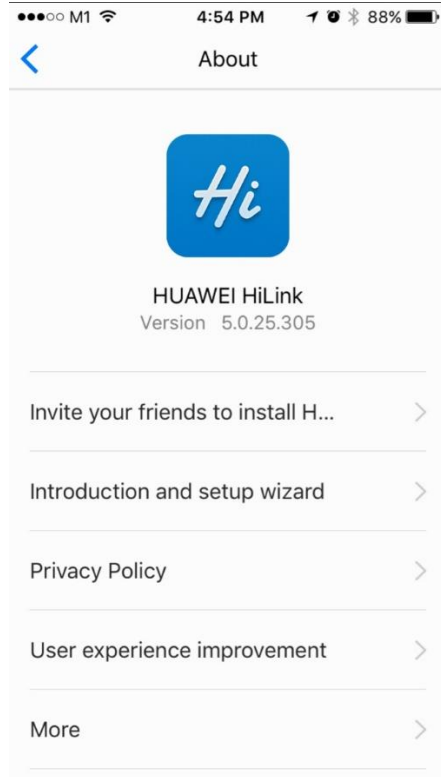 M1 4:54 PM 88%
About
Hi
HUAWEI HiLink
Version 5.0.25.305
Invite your friends to install H...
Introduction and setup wizard
Privacy Policy
User experience improvement
More